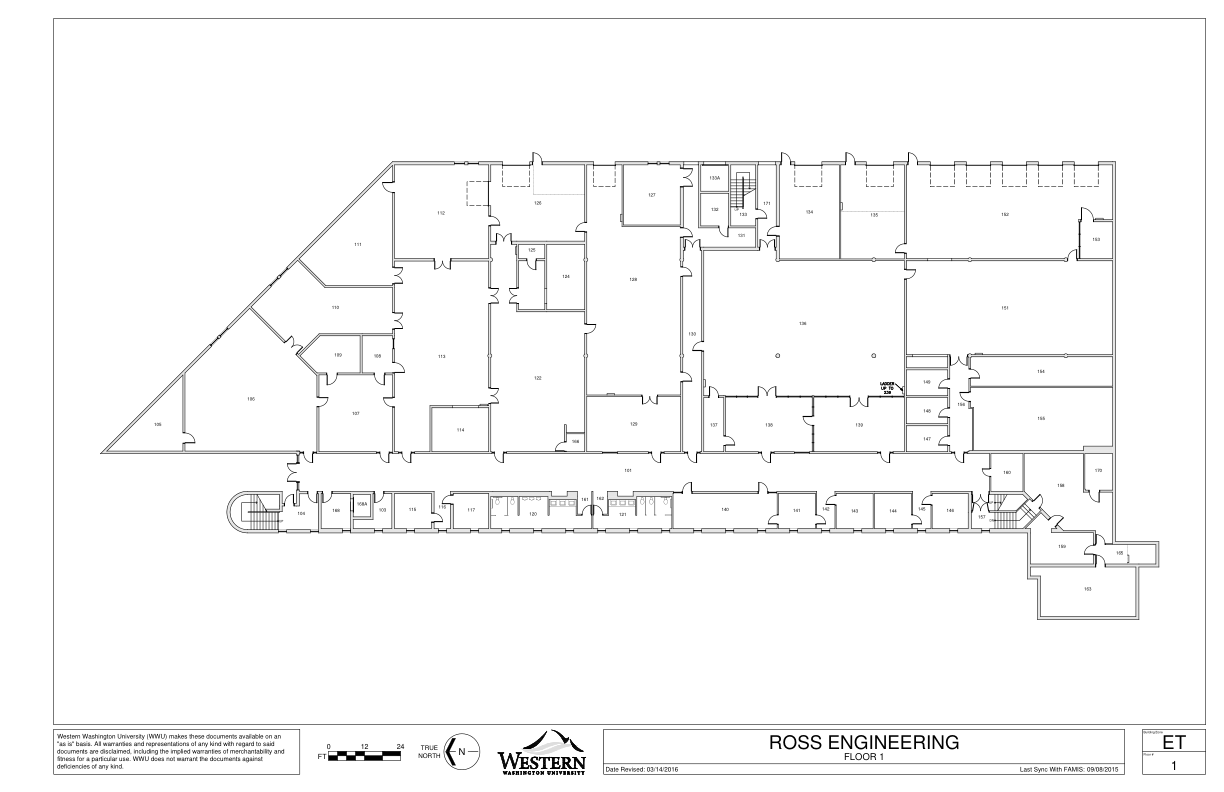 133A
127
171
126
132
133
134
135
152
112
131
153
111
125
124
128
110
151
130
136
109
108
113
154
122
LADDER
UP TO
236
149
106
107
148
194
155
105
114
129
137
138
139
147
166
101
160
170
158
168A
161
162
104
168
103
115
116
117
120
121
140
141
142
143
144
145
146
157
159
165
163
Western Washington University (WWU) makes these documents available on an
"as is" basis. All warranties and representations of any kind with regard to said
documents are disclaimed, including the implied warranties of merchantability and
fitness for a particular use. WWU does not warrant the documents against
deficiencies of any kind.
0 12 24
FT
TRUE
NORTH
N
WESTERN
WASHINGTON UNIVERSITY
ROSS ENGINEERING
FLOOR 1
Date Revised: 03/14/2016
Last Sync With FAMIS: 09/08/2015
ET
Floor #
1